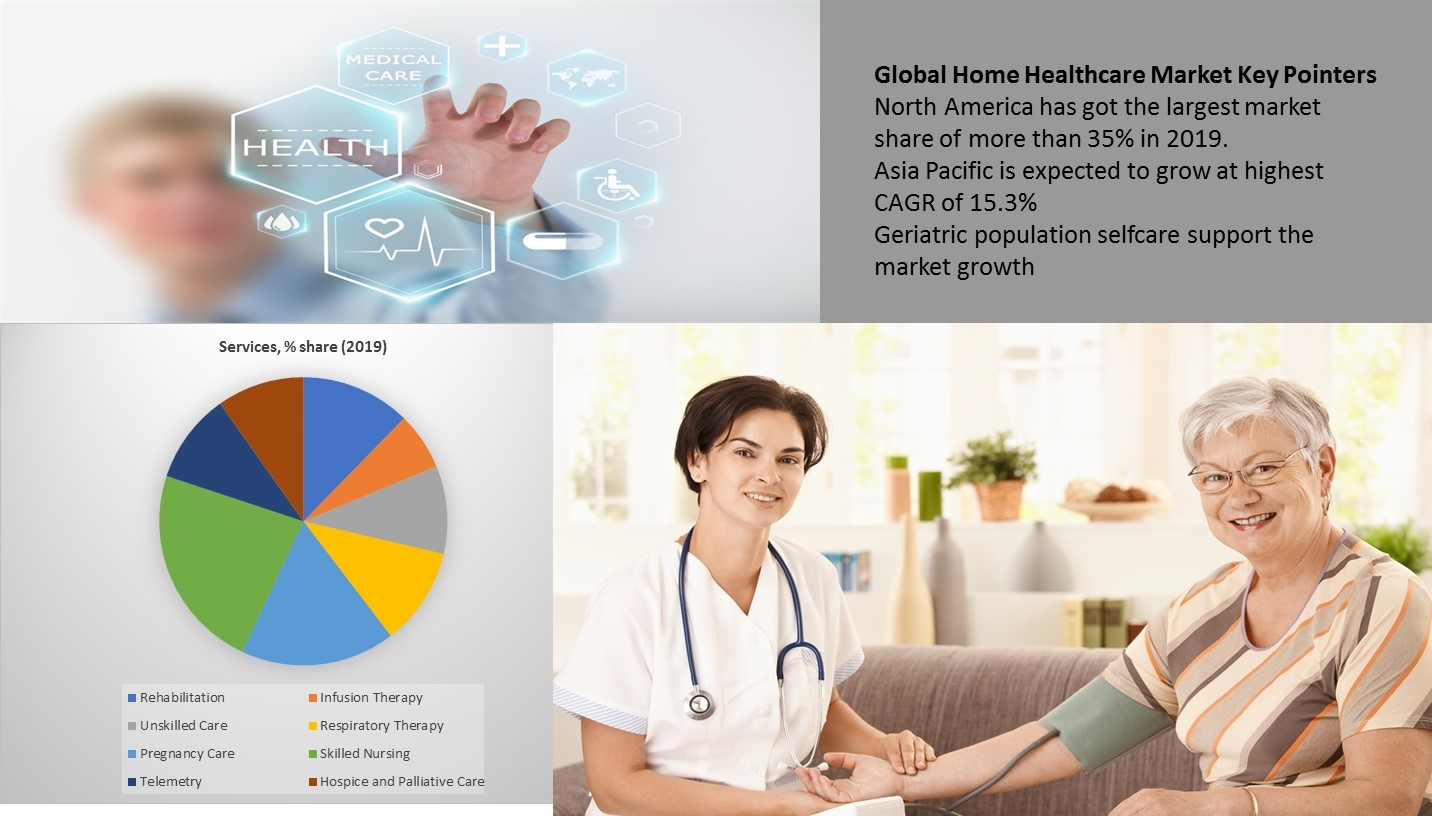 MEDICAL
CARE
HEALTH
Global Home Healthcare Market Key Pointers
North America has got the largest market
share of more than 35% in 2019.
Asia Pacific is expected to grow at highest
CAGR of 15.3%
Geriatric population selfcare support the
market growth
Services, % share (2019)
Rehabilitation
Infusion Therapy
Unskilled Care
Respiratory Therapy
Pregnancy Care
Skilled Nursing
Telemetry
Hospice and Palliative Care